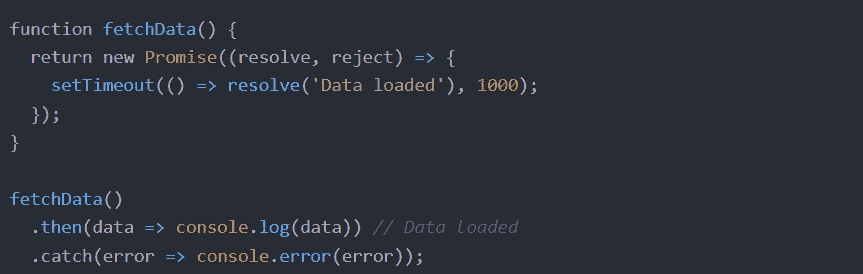 function fetchData() {
  return new Promise((resolve, reject) => {
    setTimeout(() => resolve('Data loaded'), 1000);
  });
}

fetchData()
  .then(data => console.log(data)) // Data loaded
  .catch(error => console.error(error));